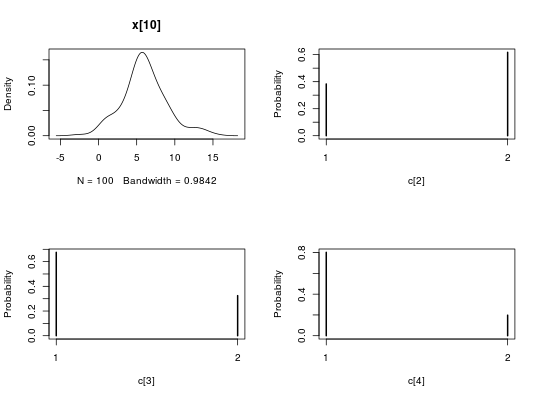 x[10]
Density
0.00 0.10
-5 0 5 10 15
N = 100 Bandwidth = 0.9842
Probability
0.0 0.2 0.4 0.6
1 2
c[2]
Probability
0.0 0.2 0.4 0.6
1 2
c[3]
Probability
0.0 0.4 0.8
1 2
c[4]